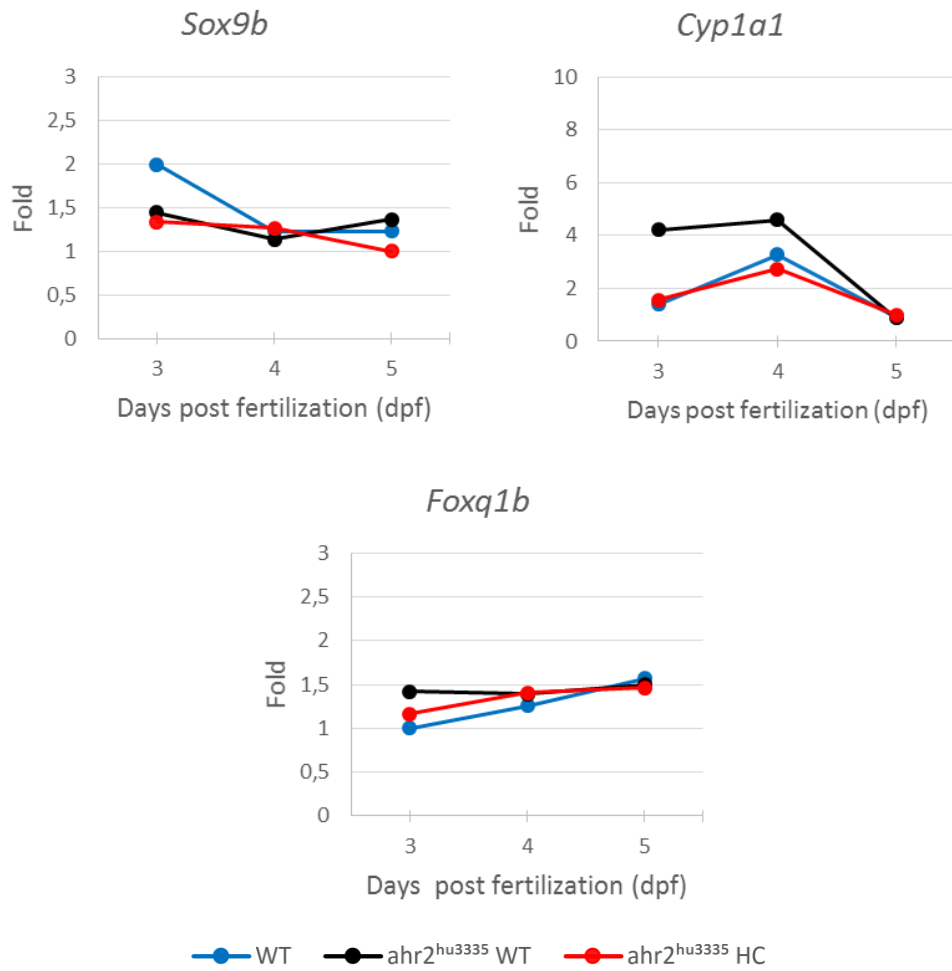 Sox9b
3
2,5
2
1,5
1
0,5
0
Fold
3 4 5
Days post fertilization (dpf)
Cyp1a1
10
8
6
4
2
0
Fold
3 4 5
Days post fertilization (dpf)
Foxq1b
3
2,5
2
1,5
1
0,5
0
Fold
3 4 5
Days post fertilization (dpf)
WT ahr2hu3335 WT ahr2hu3335 HC